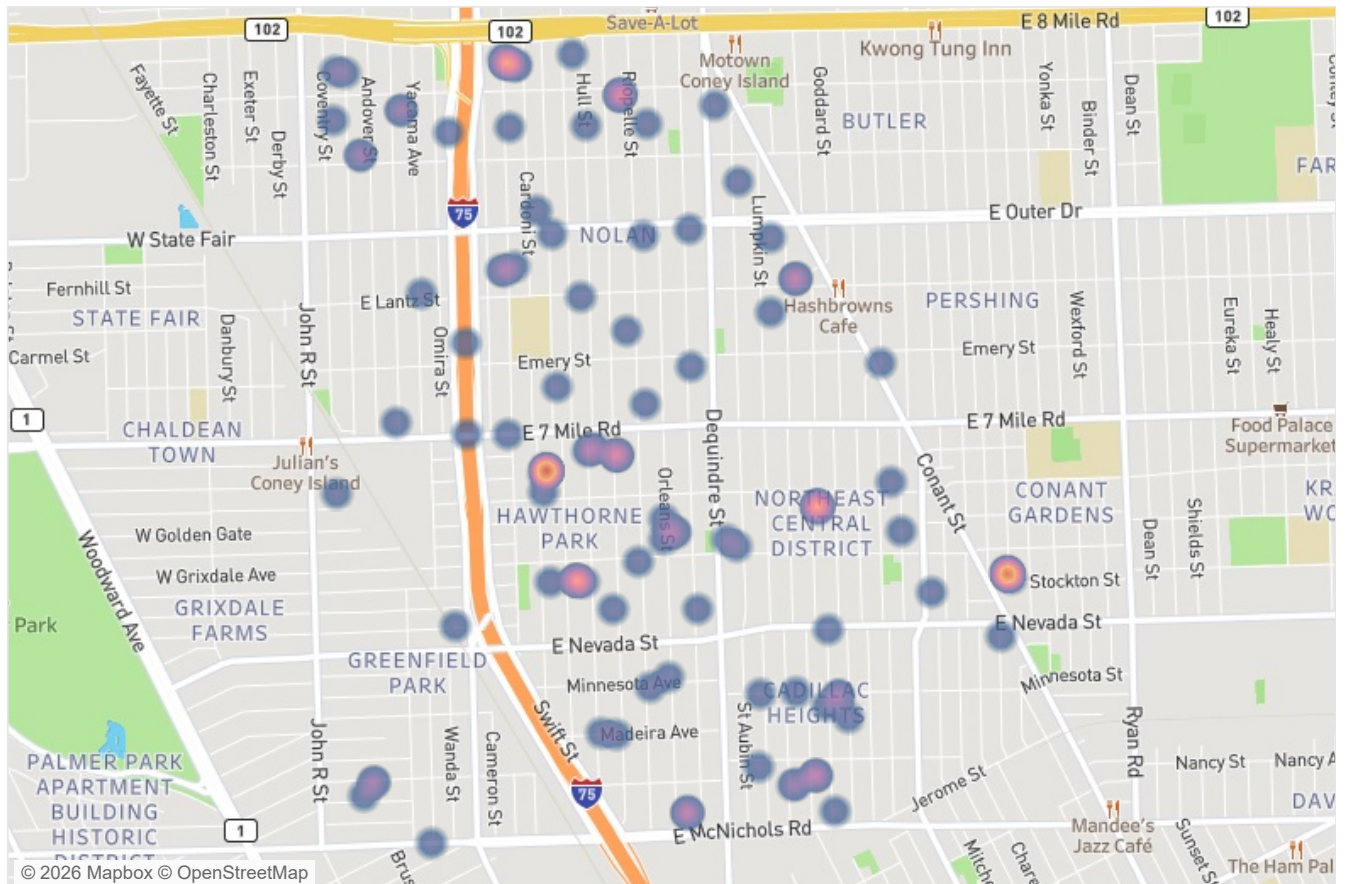 102
102
Save-A-Lot
E 8 Mile Rd
102
Kwong Tung Inn
Motown
Coney Island
Fayette St
Charleston St
Exeter St
Derby St
Coventry St
Andover St
Yacama Ave
Hull St
Riopelle St
Goddard St
BUTLER
Yonka St
Binder St
Dean St
FAR
75
Cardoni St
W State Fair
NOLAN
Lumpkin St
E Outer Dr
Fernhill St
STATE FAIR
E Lantz St
Hashbrowns
Cafe
PERSHING
Carmel St
Danbury St
John R St
Omira St
Emery St
Emery St
Wexford St
Eureka St
Healy St
1
CHALDEAN
TOWN
E 7 Mile Rd
Dequindre St
E 7 Mile Rd
Food Palace
Supermarket
Julian's
Coney Island
Orleans St
Conant St
W Golden Gate
HAWTHORNE
PARK
NORTHEAST
CENTRAL
DISTRICT
CONANT
GARDENS
KR
WO
Woodward Ave
W Grixdale Ave
Dean St
Shields St
Stockton St
Park
GRIXDALE
FARMS
E Nevada St
E Nevada St
GREENFIELD
PARK
Minnesota Ave
Minnesota St
CADILLAC
HEIGHTS
Swift St
Madeira Ave
St Aubin St
Ryan Rd
John R St
Wanda St
Cameron St
PALMER PARK
APARTMENT
BUILDING
HISTORIC
DISTRICT
Nancy St
Nancy A
75
Jerome St
DAV
1
E McNichols Rd
Mandee's
Jazz Café
Sunset S
Brus
Mitche
Chare
The Ham Pal
© 2026 Mapbox © OpenStreetMap